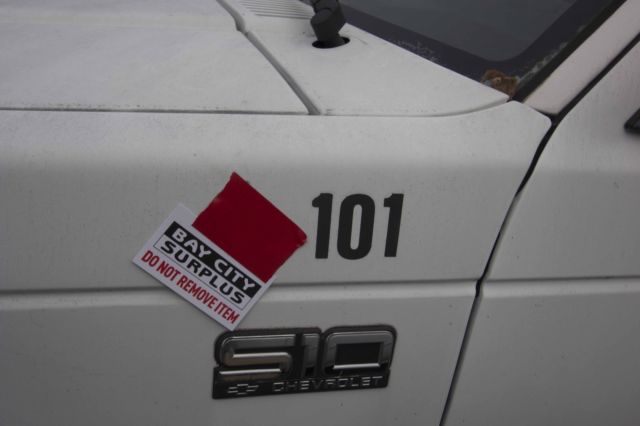 101
BAY CITY
SURPLUS
DO NOT REMOVE ITEM
S10
CHEVROLET